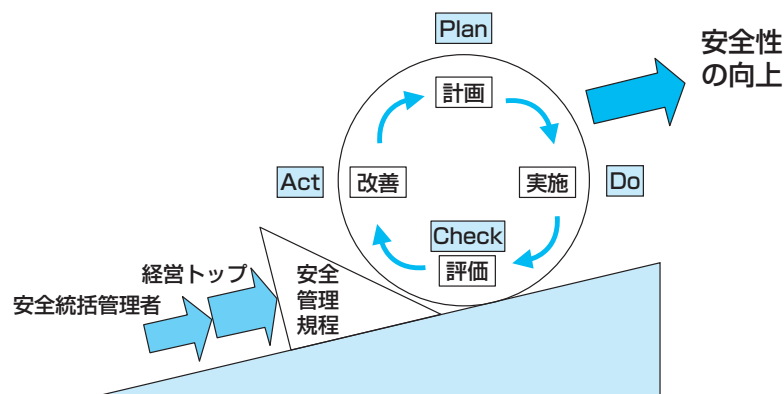 Plan
安全性
の向上
計画
Act
改善
実施
Do
Check
評価
経営トップ
安全統括管理者
安全
管理
規程